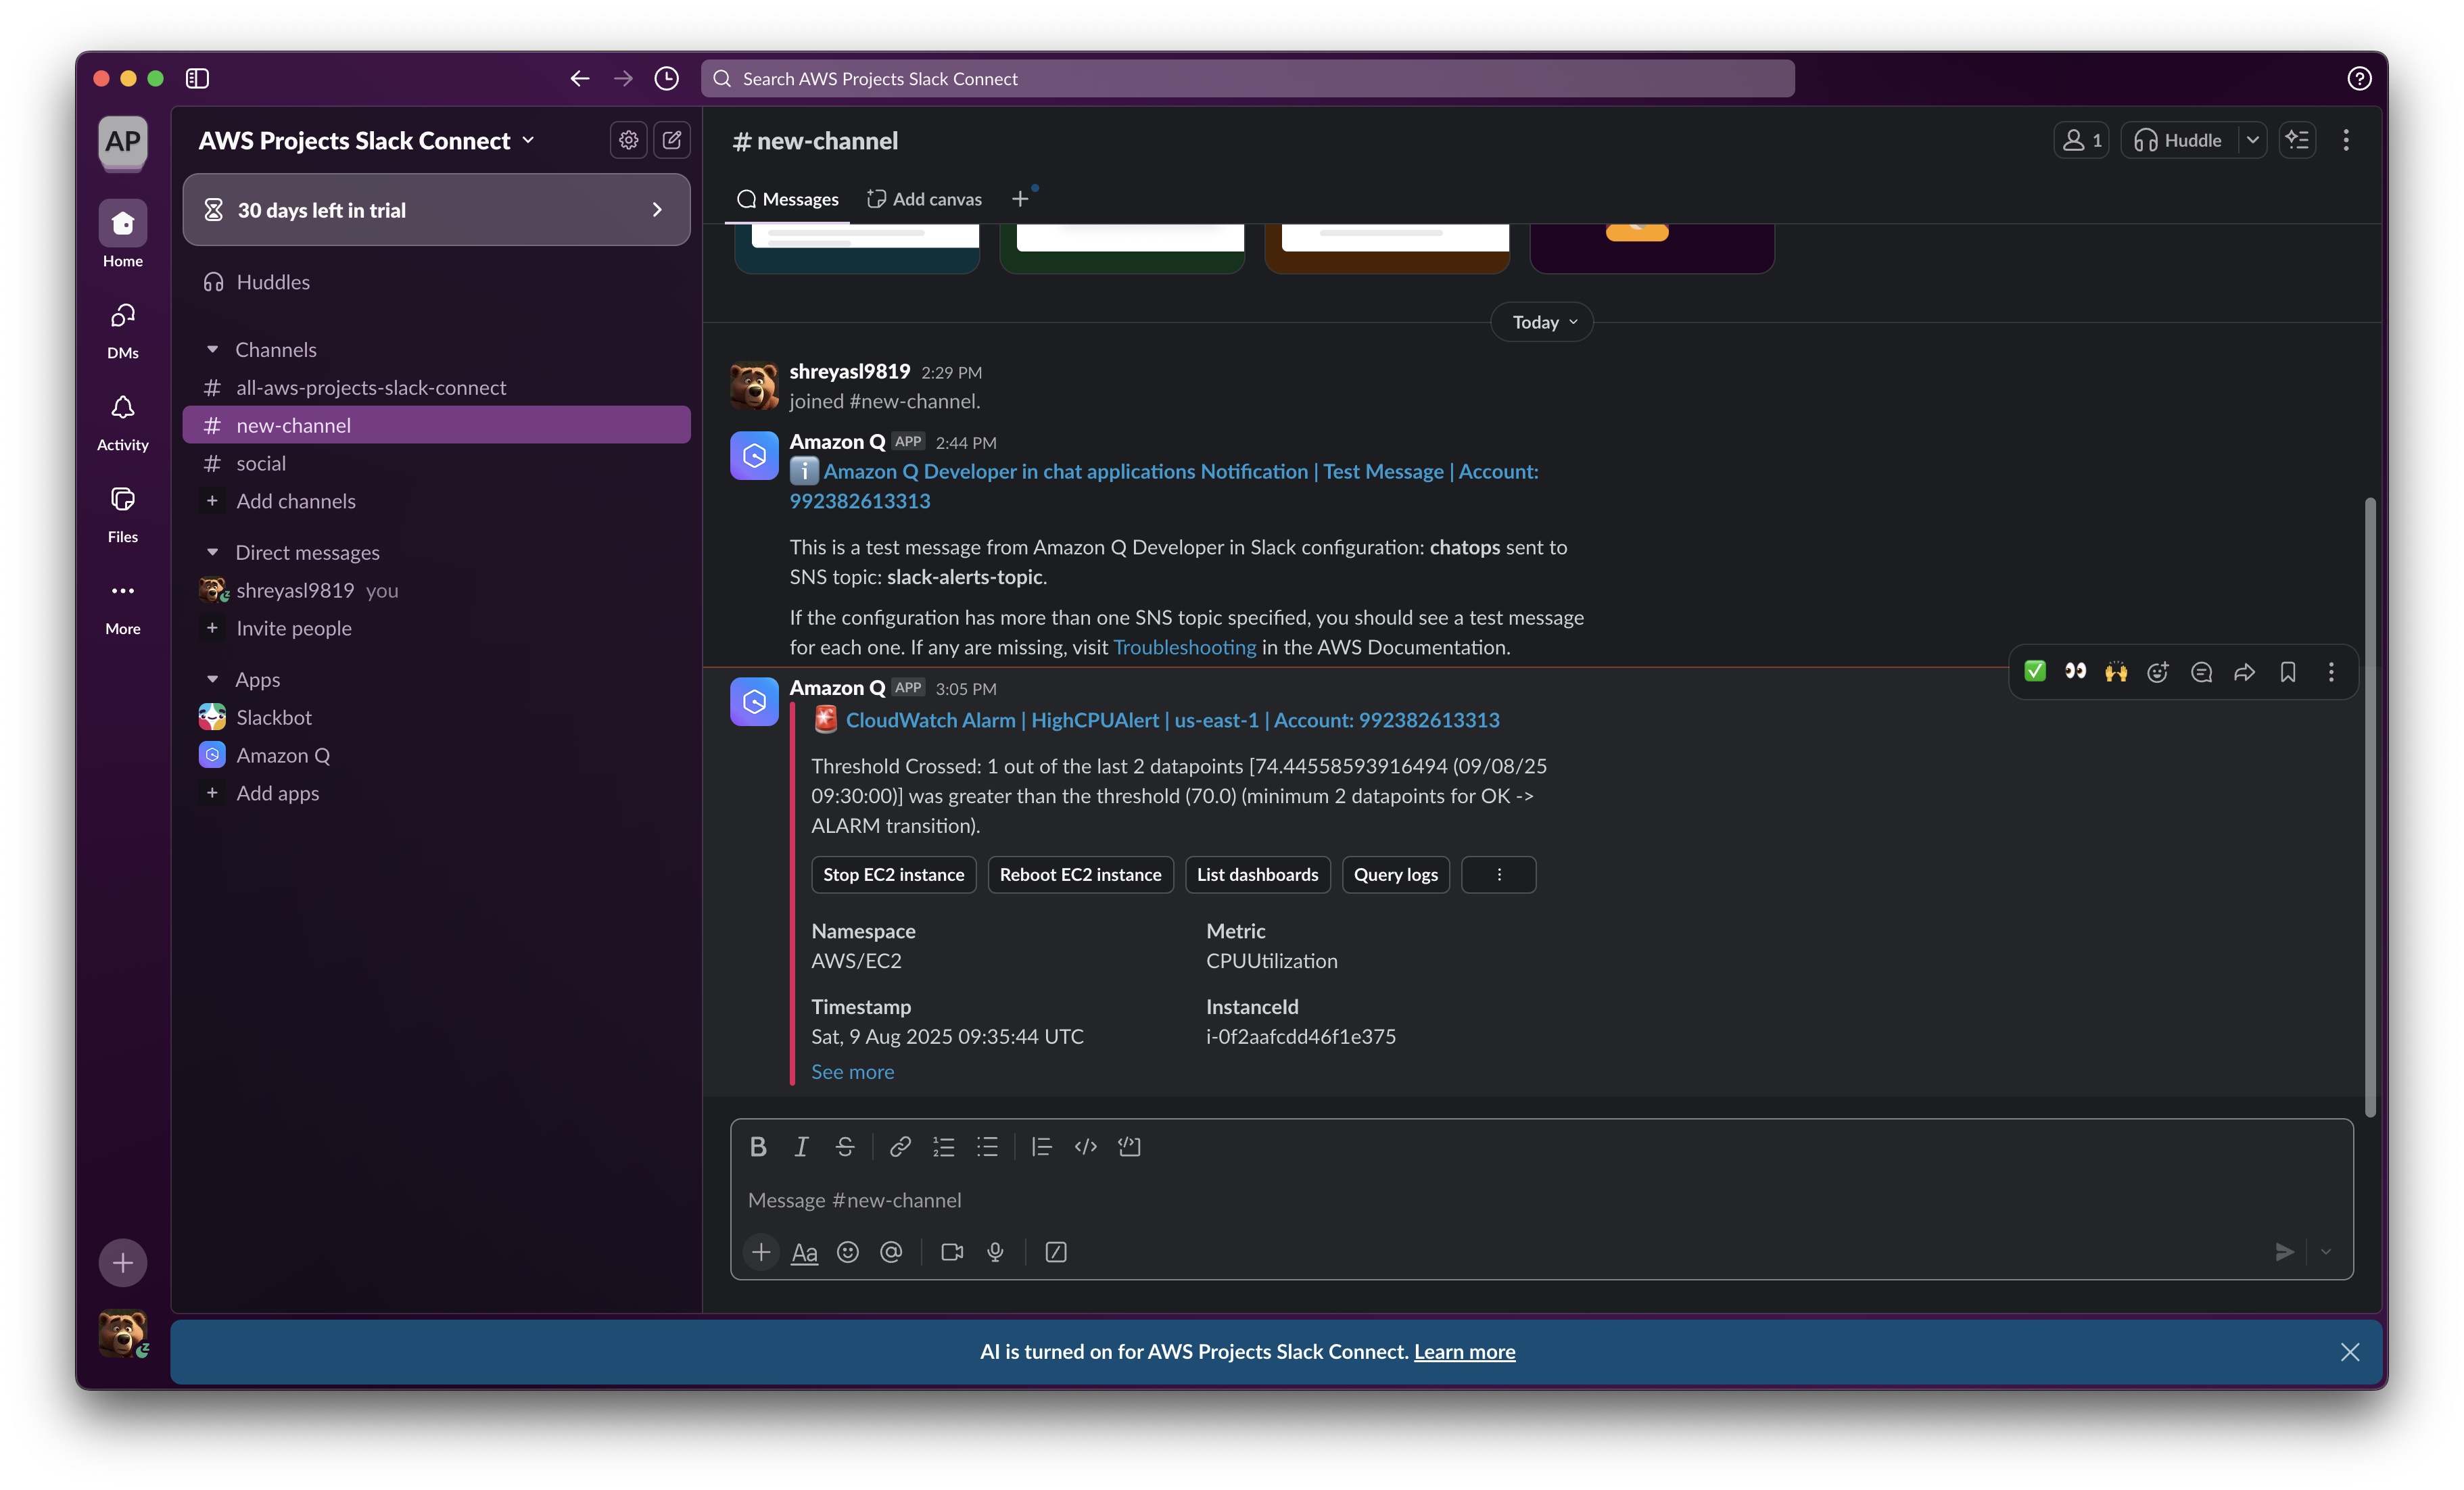 Search AWS Projects Slack Connect
AP
AWS Projects Slack Connect
30 days left in trial
Home
DMs
Activity
Files
More
Huddles
Channels
# all-aws-projects-slack-connect
# new-channel
# social
+ Add channels
Direct messages
shreyasl9819 you
+ Invite people
Apps
Slackbot
Amazon Q
+ Add apps
# new-channel
1
Huddle
Messages
Add canvas
Today
shreyasl9819 2:29 PM
joined #new-channel.
Amazon Q APP 2:44 PM
Amazon Q Developer in chat applications Notification | Test Message | Account:
992382613313
This is a test message from Amazon Q Developer in Slack configuration: chatops sent to
SNS topic: slack-alerts-topic.
If the configuration has more than one SNS topic specified, you should see a test message
for each one. If any are missing, visit Troubleshooting in the AWS Documentation.
Amazon Q APP 3:05 PM
CloudWatch Alarm | HighCPUAlert | us-east-1 | Account: 992382613313
Threshold Crossed: 1 out of the last 2 datapoints [74.44558593916494 (09/08/25
09:30:00)] was greater than the threshold (70.0) (minimum 2 datapoints for OK ->
ALARM transition).
Stop EC2 instance
Reboot EC2 instance
List dashboards
Query logs
Namespace
AWS/EC2
Metric
CPUUtilization
Timestamp
Sat, 9 Aug 2025 09:35:44 UTC
InstanceId
i-0f2aafcdd46f1e375
See more
Message #new-channel
Aa
AI is turned on for AWS Projects Slack Connect. Learn more